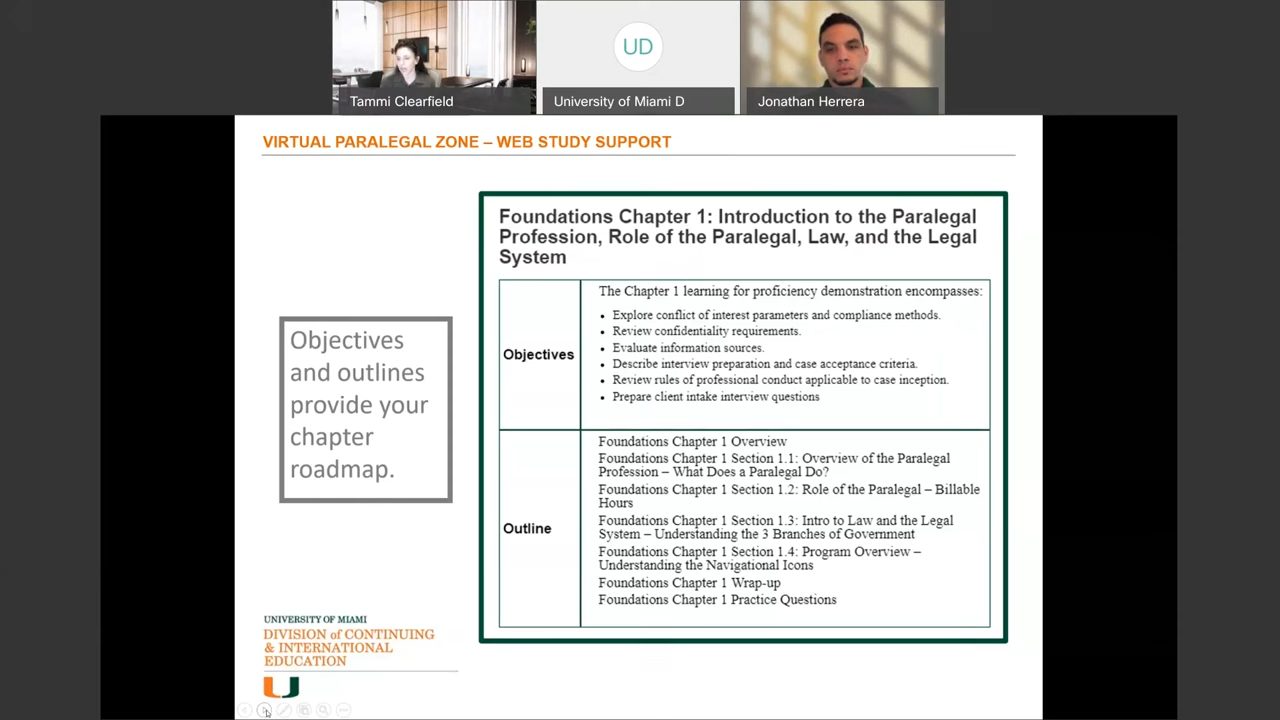 UD
Tammi Clearfield
University of Miami D
Jonathan Herrera
VIRTUAL PARALEGAL ZONE – WEB STUDY SUPPORT
Objectives
and outlines
provide your
chapter
roadmap.
Foundations Chapter 1: Introduction to the Paralegal
Profession, Role of the Paralegal, Law, and the Legal
System
Objectives
The Chapter 1 learning for proficiency demonstration encompasses:
• Explore conflict of interest parameters and compliance methods.
• Review confidentiality requirements.
• Evaluate information sources.
• Describe interview preparation and case acceptance criteria.
• Review rules of professional conduct applicable to case inception.
• Prepare client intake interview questions
Outline
Foundations Chapter 1 Overview
Foundations Chapter 1 Section 1.1: Overview of the Paralegal
Profession – What Does a Paralegal Do?
Foundations Chapter 1 Section 1.2: Role of the Paralegal – Billable
Hours
Foundations Chapter 1 Section 1.3: Intro to Law and the Legal
System – Understanding the 3 Branches of Government
Foundations Chapter 1 Section 1.4: Program Overview –
Understanding the Navigational Icons
Foundations Chapter 1 Wrap-up
Foundations Chapter 1 Practice Questions
UNIVERSITY OF MIAMI
DIVISION of CONTINUING
& INTERNATIONAL
EDUCATION